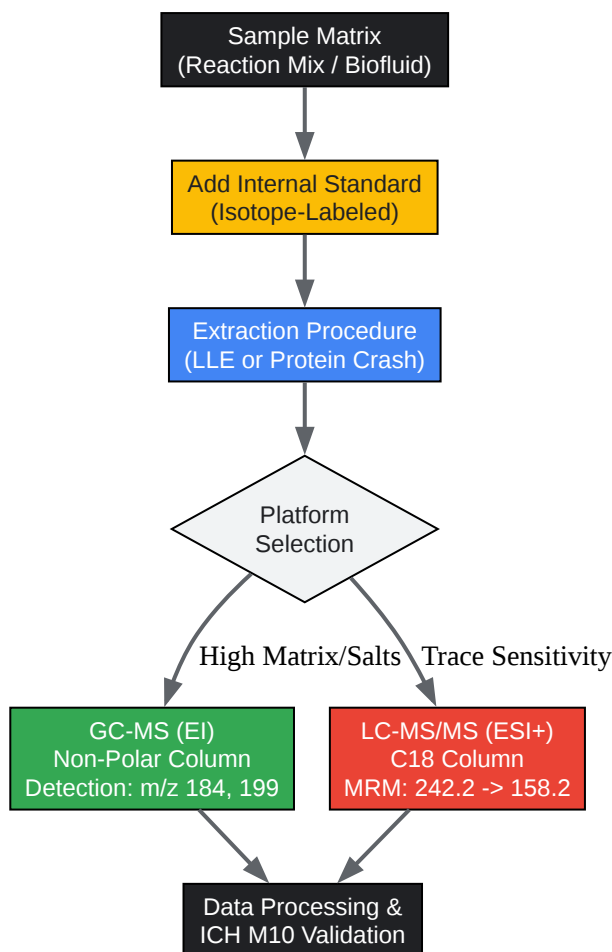 Sample Matrix
(Reaction Mix / Biofluid)
Add Internal Standard
(Isotope-Labeled)
Extraction Procedure
(LLE or Protein Crash)
Platform
Selection
High Matrix/Salts
Trace Sensitivity
GC-MS (EI)
Non-Polar Column
Detection: m/z 184, 199
LC-MS/MS (ESI+)
C18 Column
MRM: 242.2 -> 158.2
Data Processing &
ICH M10 Validation